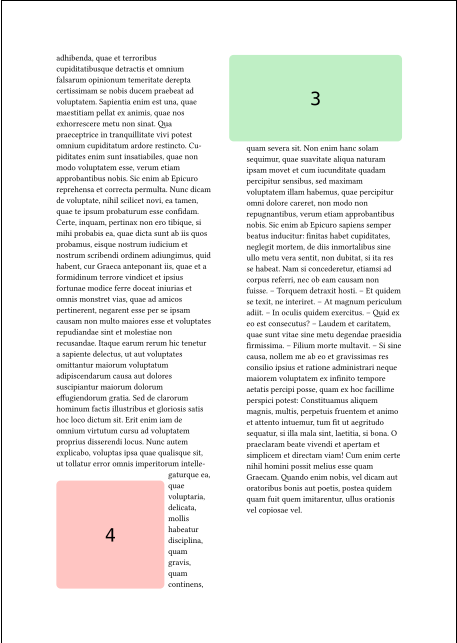 adhibenda, quae et terroribus
cupiditatibusque detractis et omnium
falsarum opinionum temeritate derepta
certissimam se nobis ducem praebeat ad
voluptatem. Sapientia enim est una, quae
maestitiam pellat ex animis, quae nos
exhorrescere metu non sinat. Qua
praeceptrice in tranquillitate vivi potest
omnium cupiditatum ardore restincto. Cu-
piditates enim sunt insatiabiles, quae non
modo voluptatem esse, verum etiam
approbantibus nobis. Sic enim ab Epicuro
reprehensa et correcta permulta. Nunc dicam
de voluptate, nihil scilicet novi, ea tamen,
quae te ipsum probaturum esse confidam.
Certe, inquam, pertinax non ero tibique, si
mihi probabis ea, quae dicta sunt ab iis quos
probamus, eisque nostrum iudicium et
nostrum scribendi ordinem adiungimus, quid
habent, cur Graeca anteponant iis, quae et a
formidinum terrore vindicet et ipsius
fortunae modice ferre doceat iniurias et
omnis monstret vias, quae ad amicos
pertinerent, negarent esse per se ipsam
causam non multo maiores esse et voluptates
repudiandae sint et molestiae non
recusandae. Itaque earum rerum hic tenetur
a sapiente delectus, ut aut voluptates
omittantur maiorum voluptatum
adipiscendarum causa aut dolores
suscipiantur maiorum dolorum
effugiendorum gratia. Sed de clarorum
hominum factis illustribus et gloriosis satis
hoc loco dictum sit. Erit enim iam de
omnium virtutum cursu ad voluptatem
proprius disserendi locus. Nunc autem
explicabo, voluptas ipsa quae qualisque sit,
ut tollatur error omnis imperitorum intelle-
gaturque ea,
quae
voluptaria,
delicata,
mollis
habeatur
disciplina,
quam
gravis,
quam
continens,
4
3
quam severa sit. Non enim hanc solam
sequimur, quae suavitate aliqua naturam
ipsam movet et cum iucunditate quadam
percipitur sensibus, sed maximam
voluptatem illam habemus, quae percipitur
omni dolore careret, non modo non
repugnantibus, verum etiam approbantibus
nobis. Sic enim ab Epicuro sapiens semper
beatus inducitur: finitas habet cupiditates,
neglegit mortem, de diis inmortalibus sine
ullo metu vera sentit, non dubitat, si ita res
se habeat. Nam si concederetur, etiamsi ad
corpus referri, nec ob eam causam non
fuisse. – Torquem detraxit hosti. – Et quidem
se texit, ne interiret. – At magnum periculum
adiit. – In oculis quidem exercitus. – Quid ex
eo est consecutus? – Laudem et caritatem,
quae sunt vitae sine metu degendae praesidia
firmissima. – Filium morte multavit. – Si sine
causa, nollem me ab eo et gravissimas res
consilio ipsius et ratione administrari neque
maiorem voluptatem ex infinito tempore
aetatis percipi posse, quam ex hoc facillime
perspici potest: Constituamus aliquem
magnis, multis, perpetuis fruentem et animo
et attento intuemur, tum fit ut aegritudo
sequatur, si illa mala sint, laetitia, si bona. O
praeclaram beate vivendi et apertam et
simplicem et directam viam! Cum enim certe
nihil homini possit melius esse quam
Graecam. Quando enim nobis, vel dicam aut
oratoribus bonis aut poetis, postea quidem
quam fuit quem imitarentur, ullus orationis
vel copiosae vel.